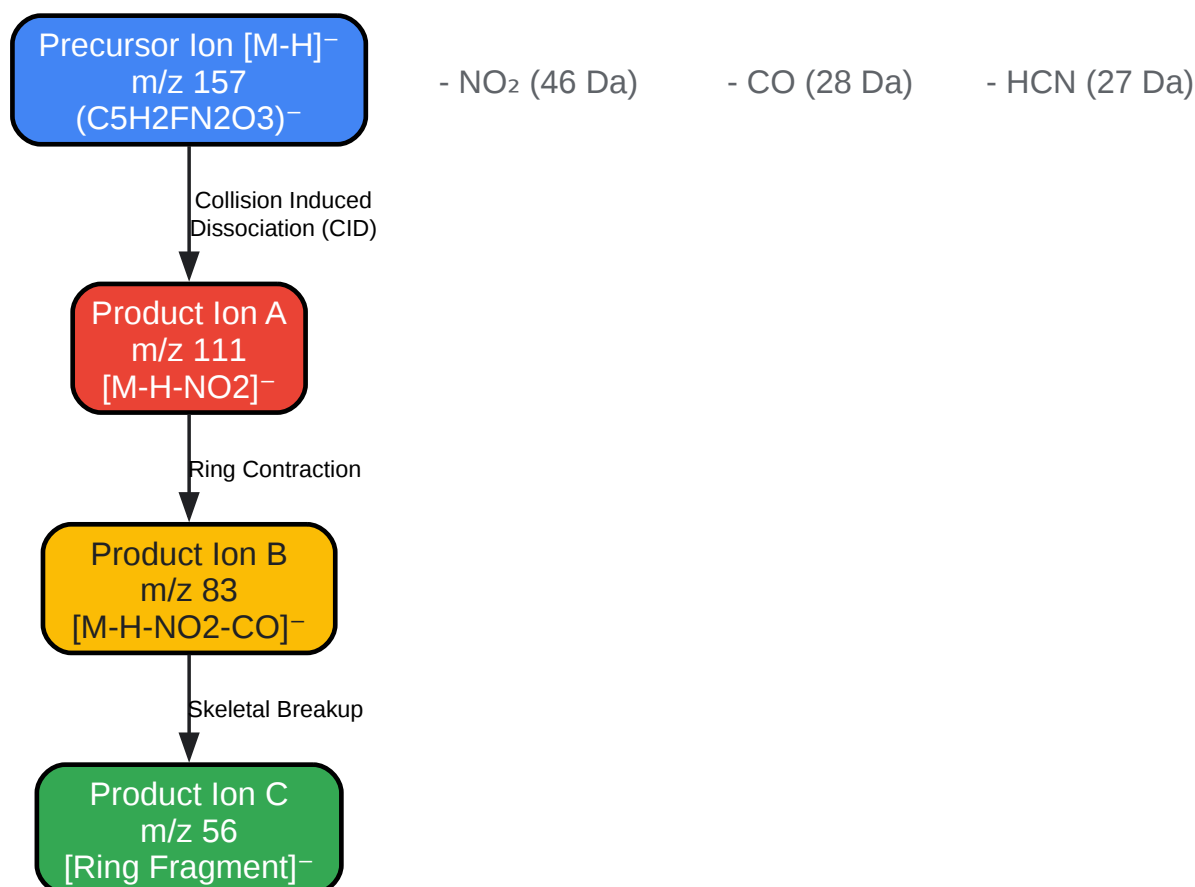 Precursor Ion [M-H]⁻
m/z 157
(C5H2FN2O3)⁻
- NO₂ (46 Da)
- CO (28 Da)
- HCN (27 Da)
Collision Induced
Dissociation (CID)
Product Ion A
m/z 111
[M-H-NO2]⁻
Ring Contraction
Product Ion B
m/z 83
[M-H-NO2-CO]⁻
Skeletal Breakup
Product Ion C
m/z 56
[Ring Fragment]⁻